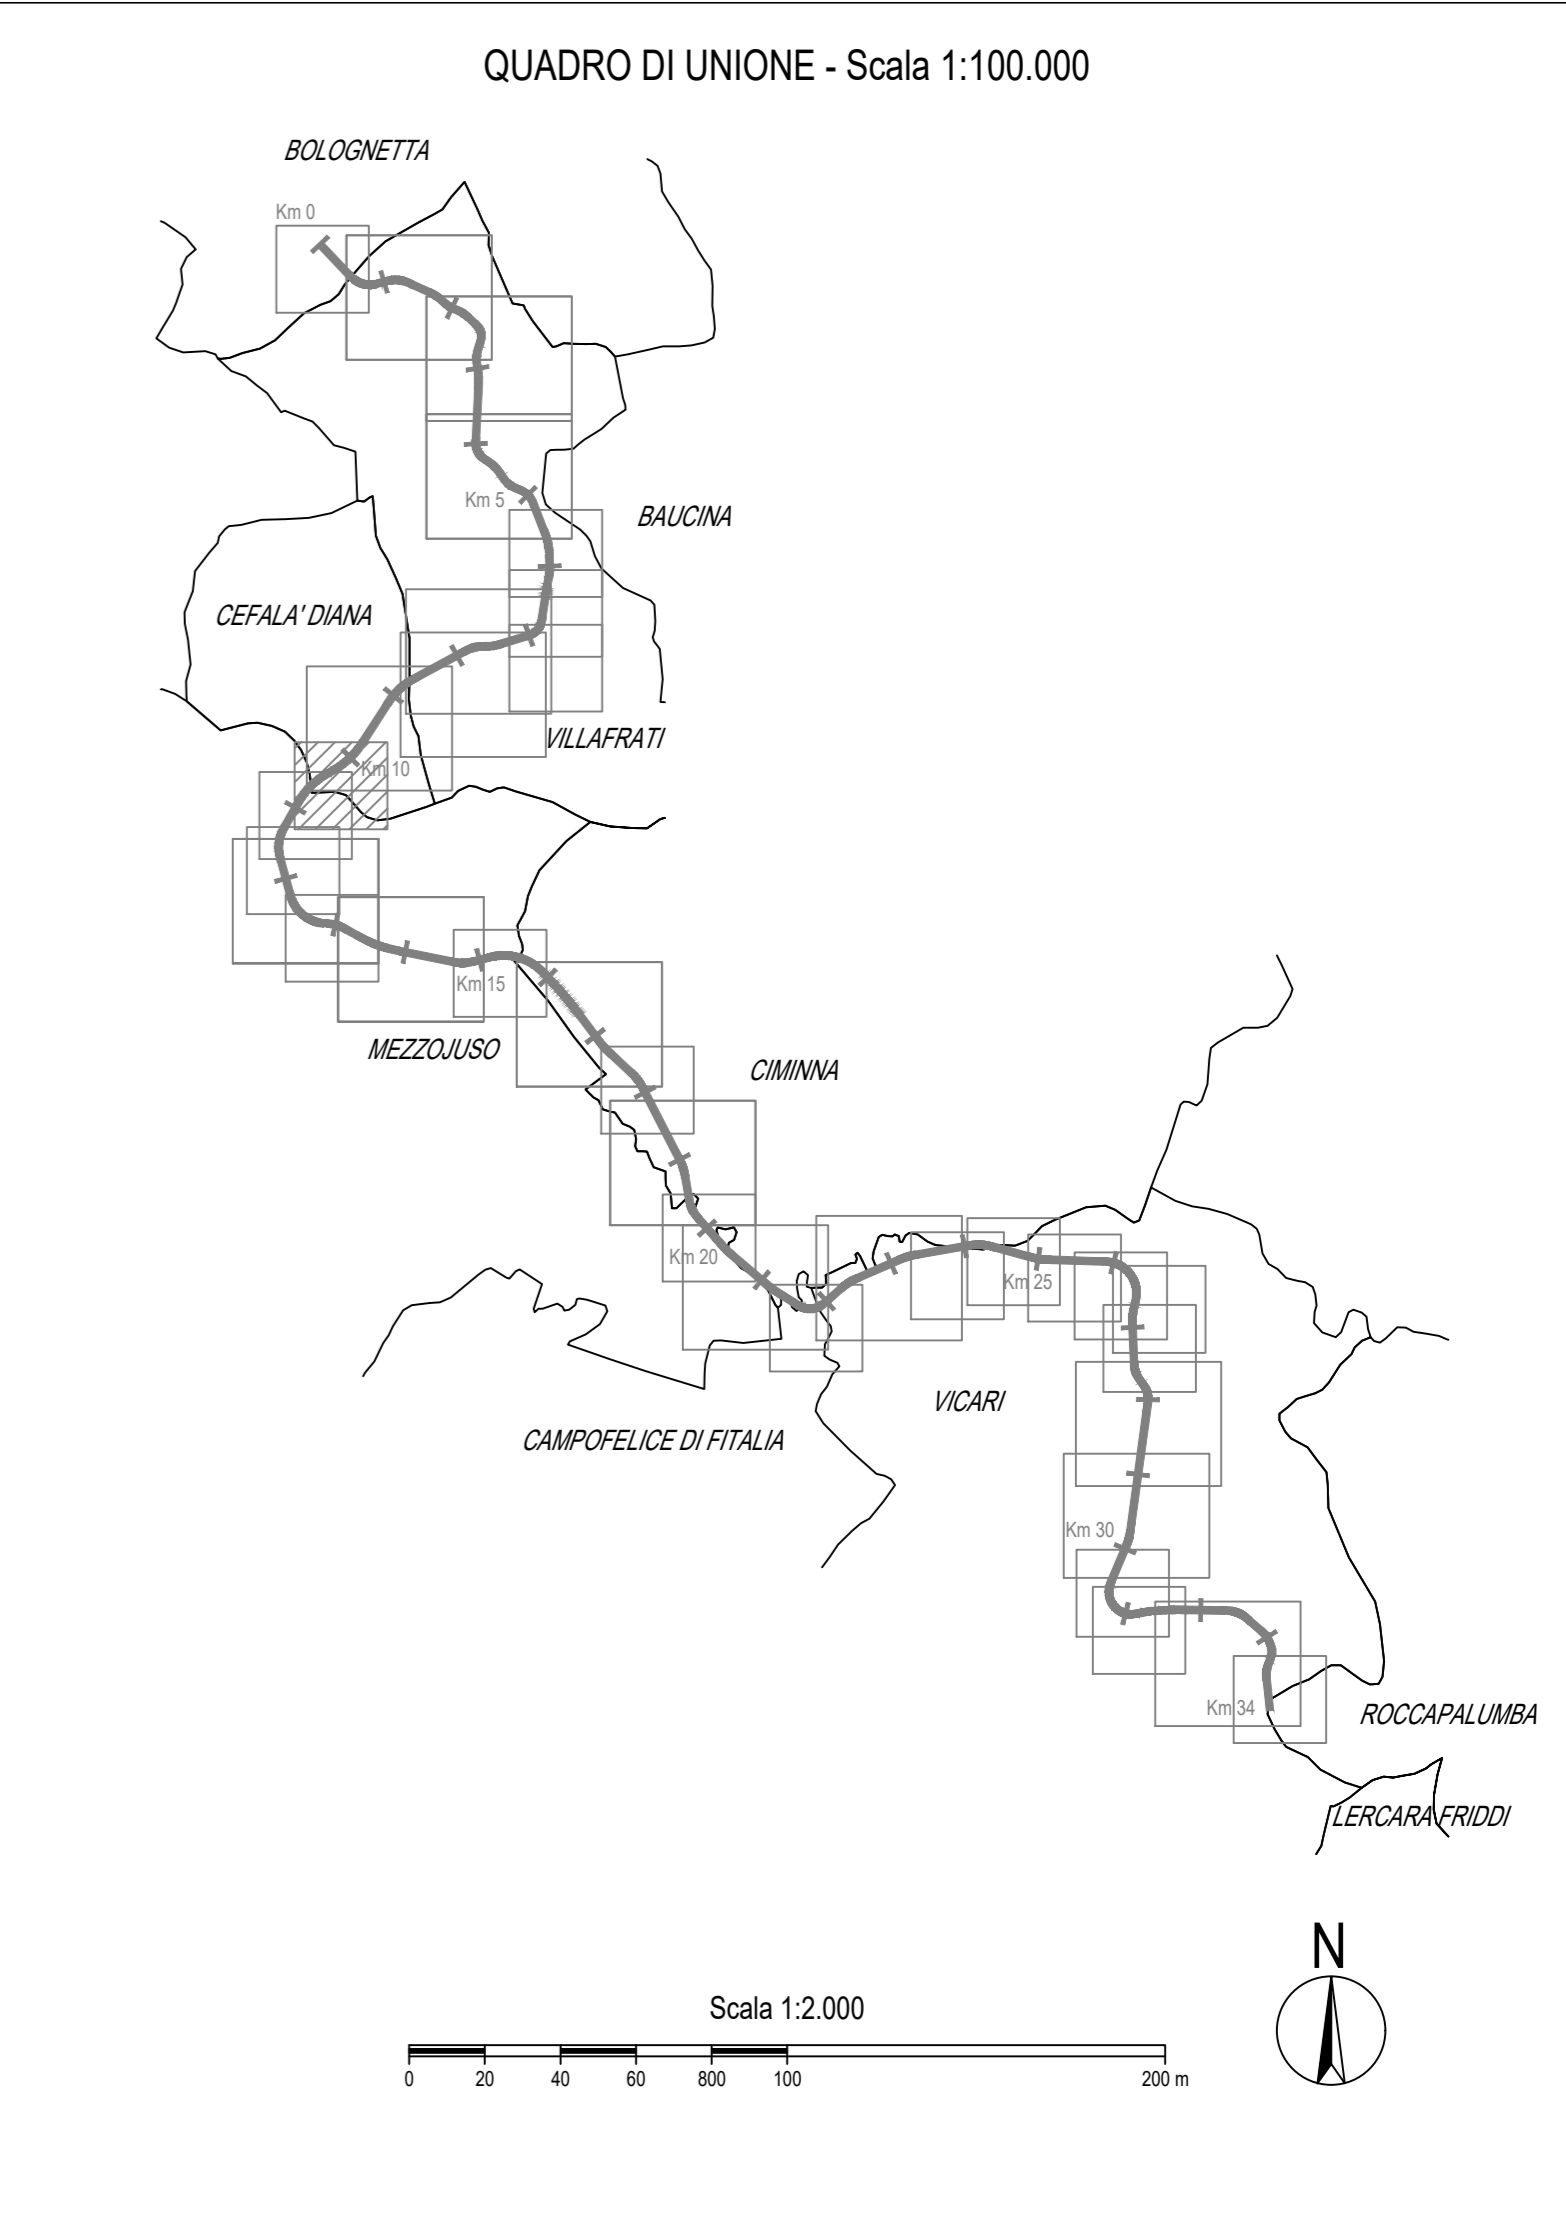 QUADRO DI UNIONE - Scala 1:100.000
BOLOGNETTA
Km 0
Km 5
BAUCINA
CEFALA' DIANA
VILLAFRATI
Km 10
Km 15
MEZZOJUSO
CIMINNA
Km 20
Km 25
VICARI
CAMPOFELICE DI FITALIA
Km 30
Km 34
ROCCAPALUMBA
LERCARA FRIDDI
N
Scala 1:2.000
0 20 40 60 800 100 200 m